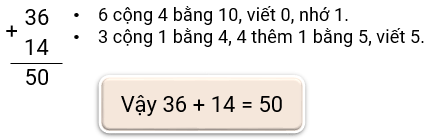 36
+
14
50
• 6 cộng 4 bằng 10, viết 0, nhớ 1.
• 3 cộng 1 bằng 4, 4 thêm 1 bằng 5, viết 5.
Vậy 36 + 14 = 50